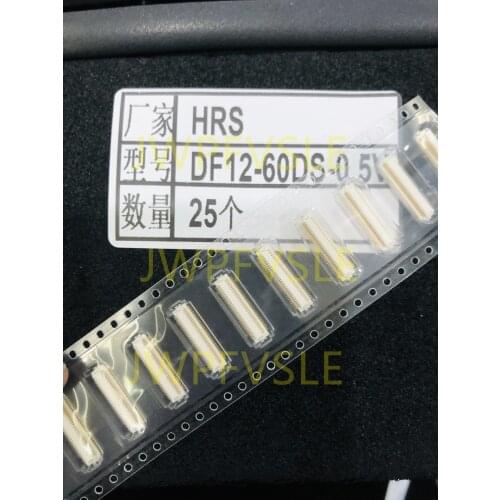 厂家 HRS
型号 DF12-60DS-0.5V
数量 25个
JWPFVSLE
JWPFVSLE
JWPFVSLE